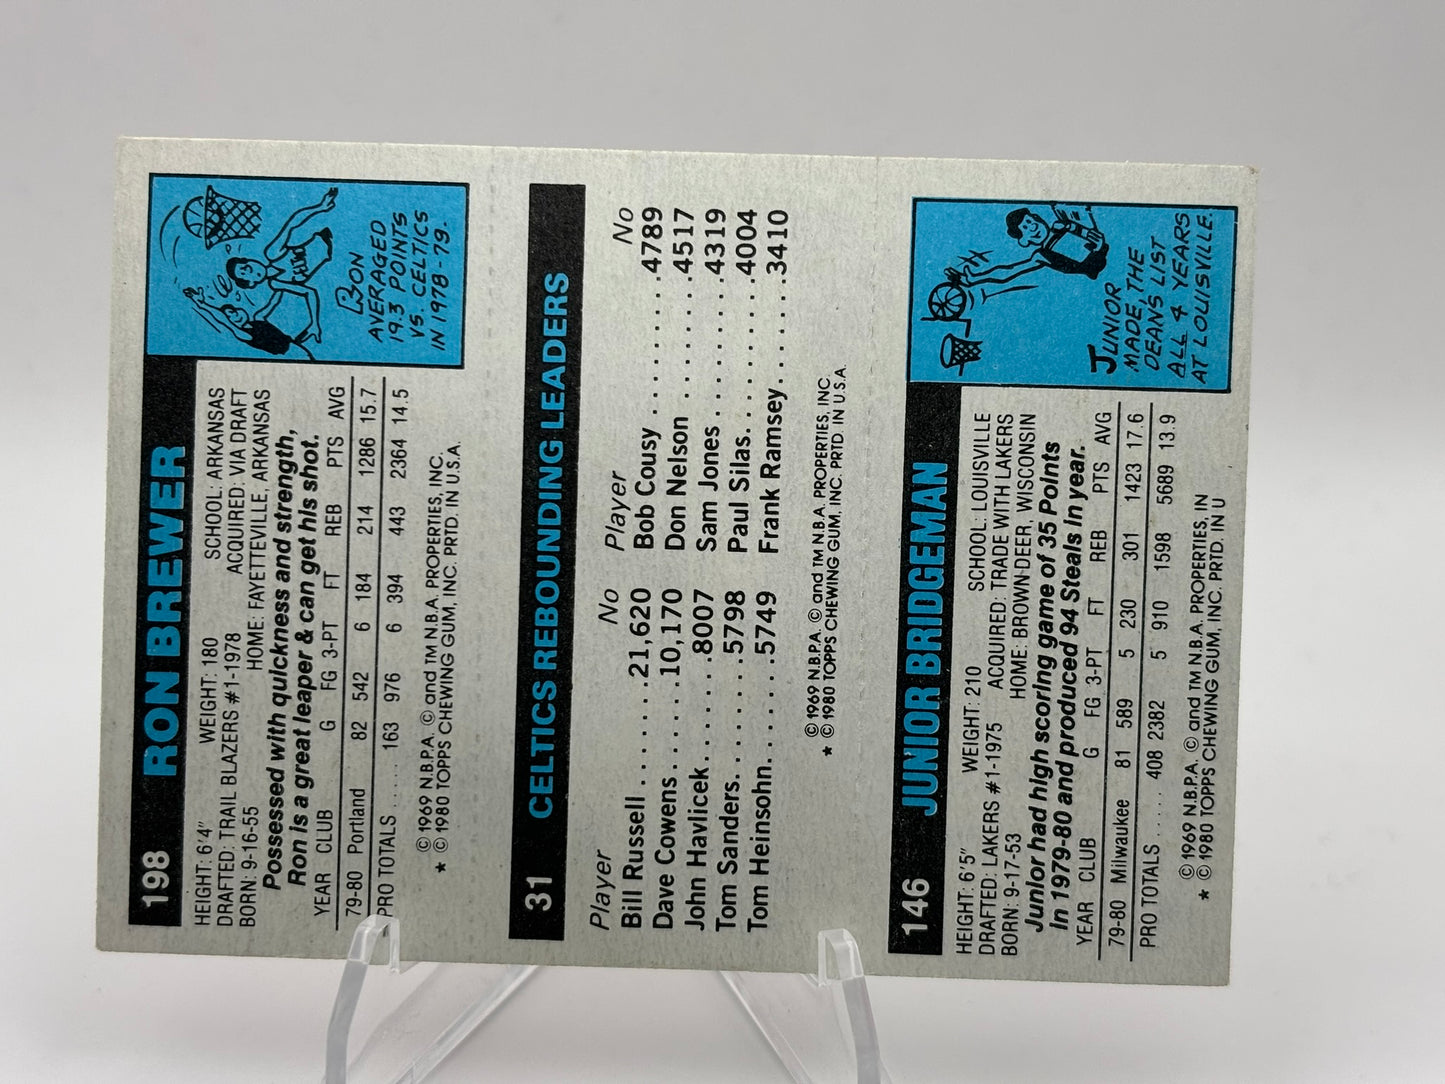 198 RON BREWER
HEIGHT: 6'4" WEIGHT: 180 SCHOOL: ARKANSAS
DRAFTED: TRAIL BLAZERS #1-1978 ACQUIRED: VIA DRAFT
BORN: 9-16-55 HOME: FAYETTEVILLE, ARKANSAS
Possessed with quickness and strength,
Ron is a great leaper & can get his shot.
YEAR CLUB G FG 3-PT FT REB PTS AVG
79-80 Portland 82 542 6 184 214 1286 15.7
PRO TOTALS ..... 163 976 6 394 443 2364 14.5
© 1969 N.B.P.A. © and TM N.B.A. PROPERTIES, INC.
* © 1980 TOPPS CHEWING GUM, INC. PRTD. IN U.S.A.
RON
AVERAGED
19.3 POINTS
VS. CELTICS
IN 1978-79.
31 CELTICS REBOUNDING LEADERS
Player No Player No
Bill Russell.......21,620 Bob Cousy........4789
Dave Cowens...10,170 Don Nelson.......4517
John Havlicek....8007 Sam Jones.......4319
Tom Sanders.....5798 Paul Silas.........4004
Tom Heinsohn...5749 Frank Ramsey....3410
© 1969 N.B.P.A. © and TM N.B.A. PROPERTIES, INC.
* © 1980 TOPPS CHEWING GUM, INC. PRTD. IN U.S.A.
146 JUNIOR BRIDGEMAN
HEIGHT: 6'5" WEIGHT: 210 SCHOOL: LOUISVILLE
DRAFTED: LAKERS #1-1975 ACQUIRED: TRADE WITH LAKERS
BORN: 9-17-53 HOME: BROWN DEER, WISCONSIN
Junior had high scoring game of 35 Points
in 1979-80 and produced 94 Steals in year.
YEAR CLUB G FG 3-PT FT REB PTS AVG
79-80 Milwaukee 81 589 5 230 301 1423 17.6
PRO TOTALS ..... 408 2382 5 910 1598 5689 13.9
© 1969 N.B.P.A. © and TM N.B.A. PROPERTIES, IN
* © 1980 TOPPS CHEWING GUM, INC. PRTD. IN U
JUNIOR
MADE THE
DEANS LIST
ALL 4 YEARS
AT LOUISVILLE.